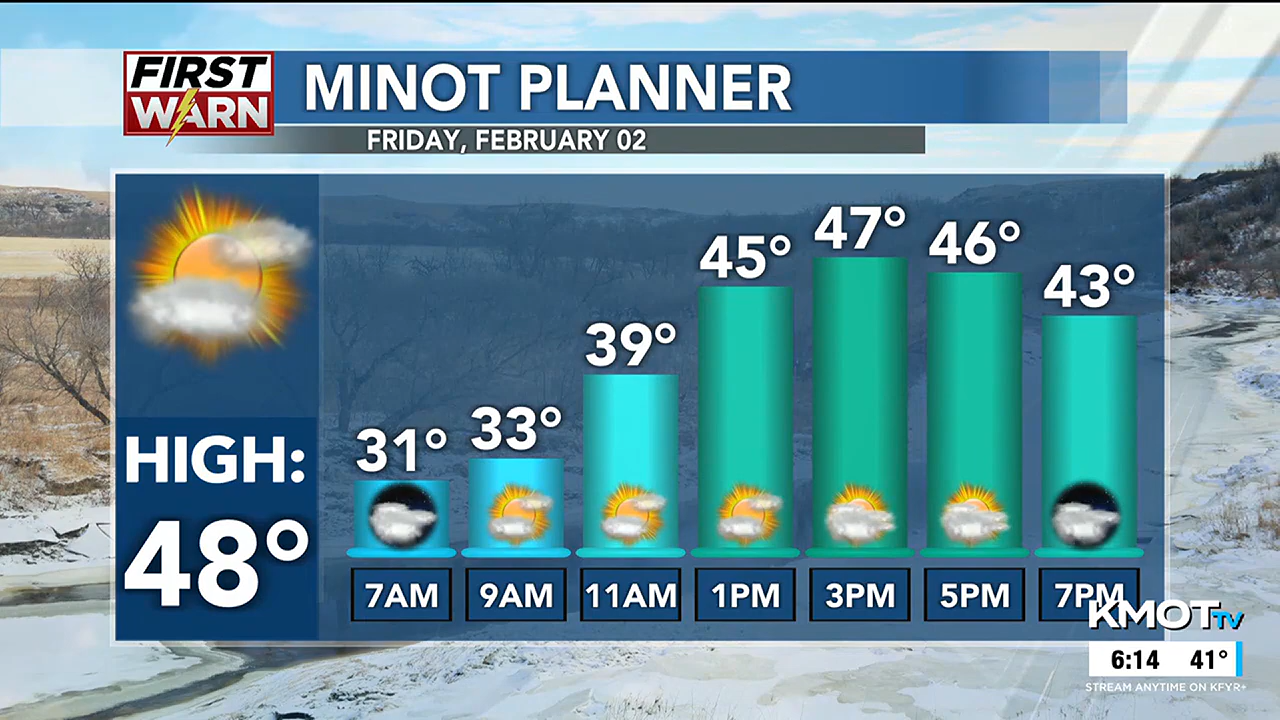 FIRST
WARN
MINOT PLANNER
FRIDAY, FEBRUARY 02
HIGH:
48°
31° 33° 39° 45° 47° 46° 43°
7AM 9AM 11AM 1PM 3PM 5PM 7PM
KMOT TV
6:14 41°
STREAM ANYTIME ON KFYR+